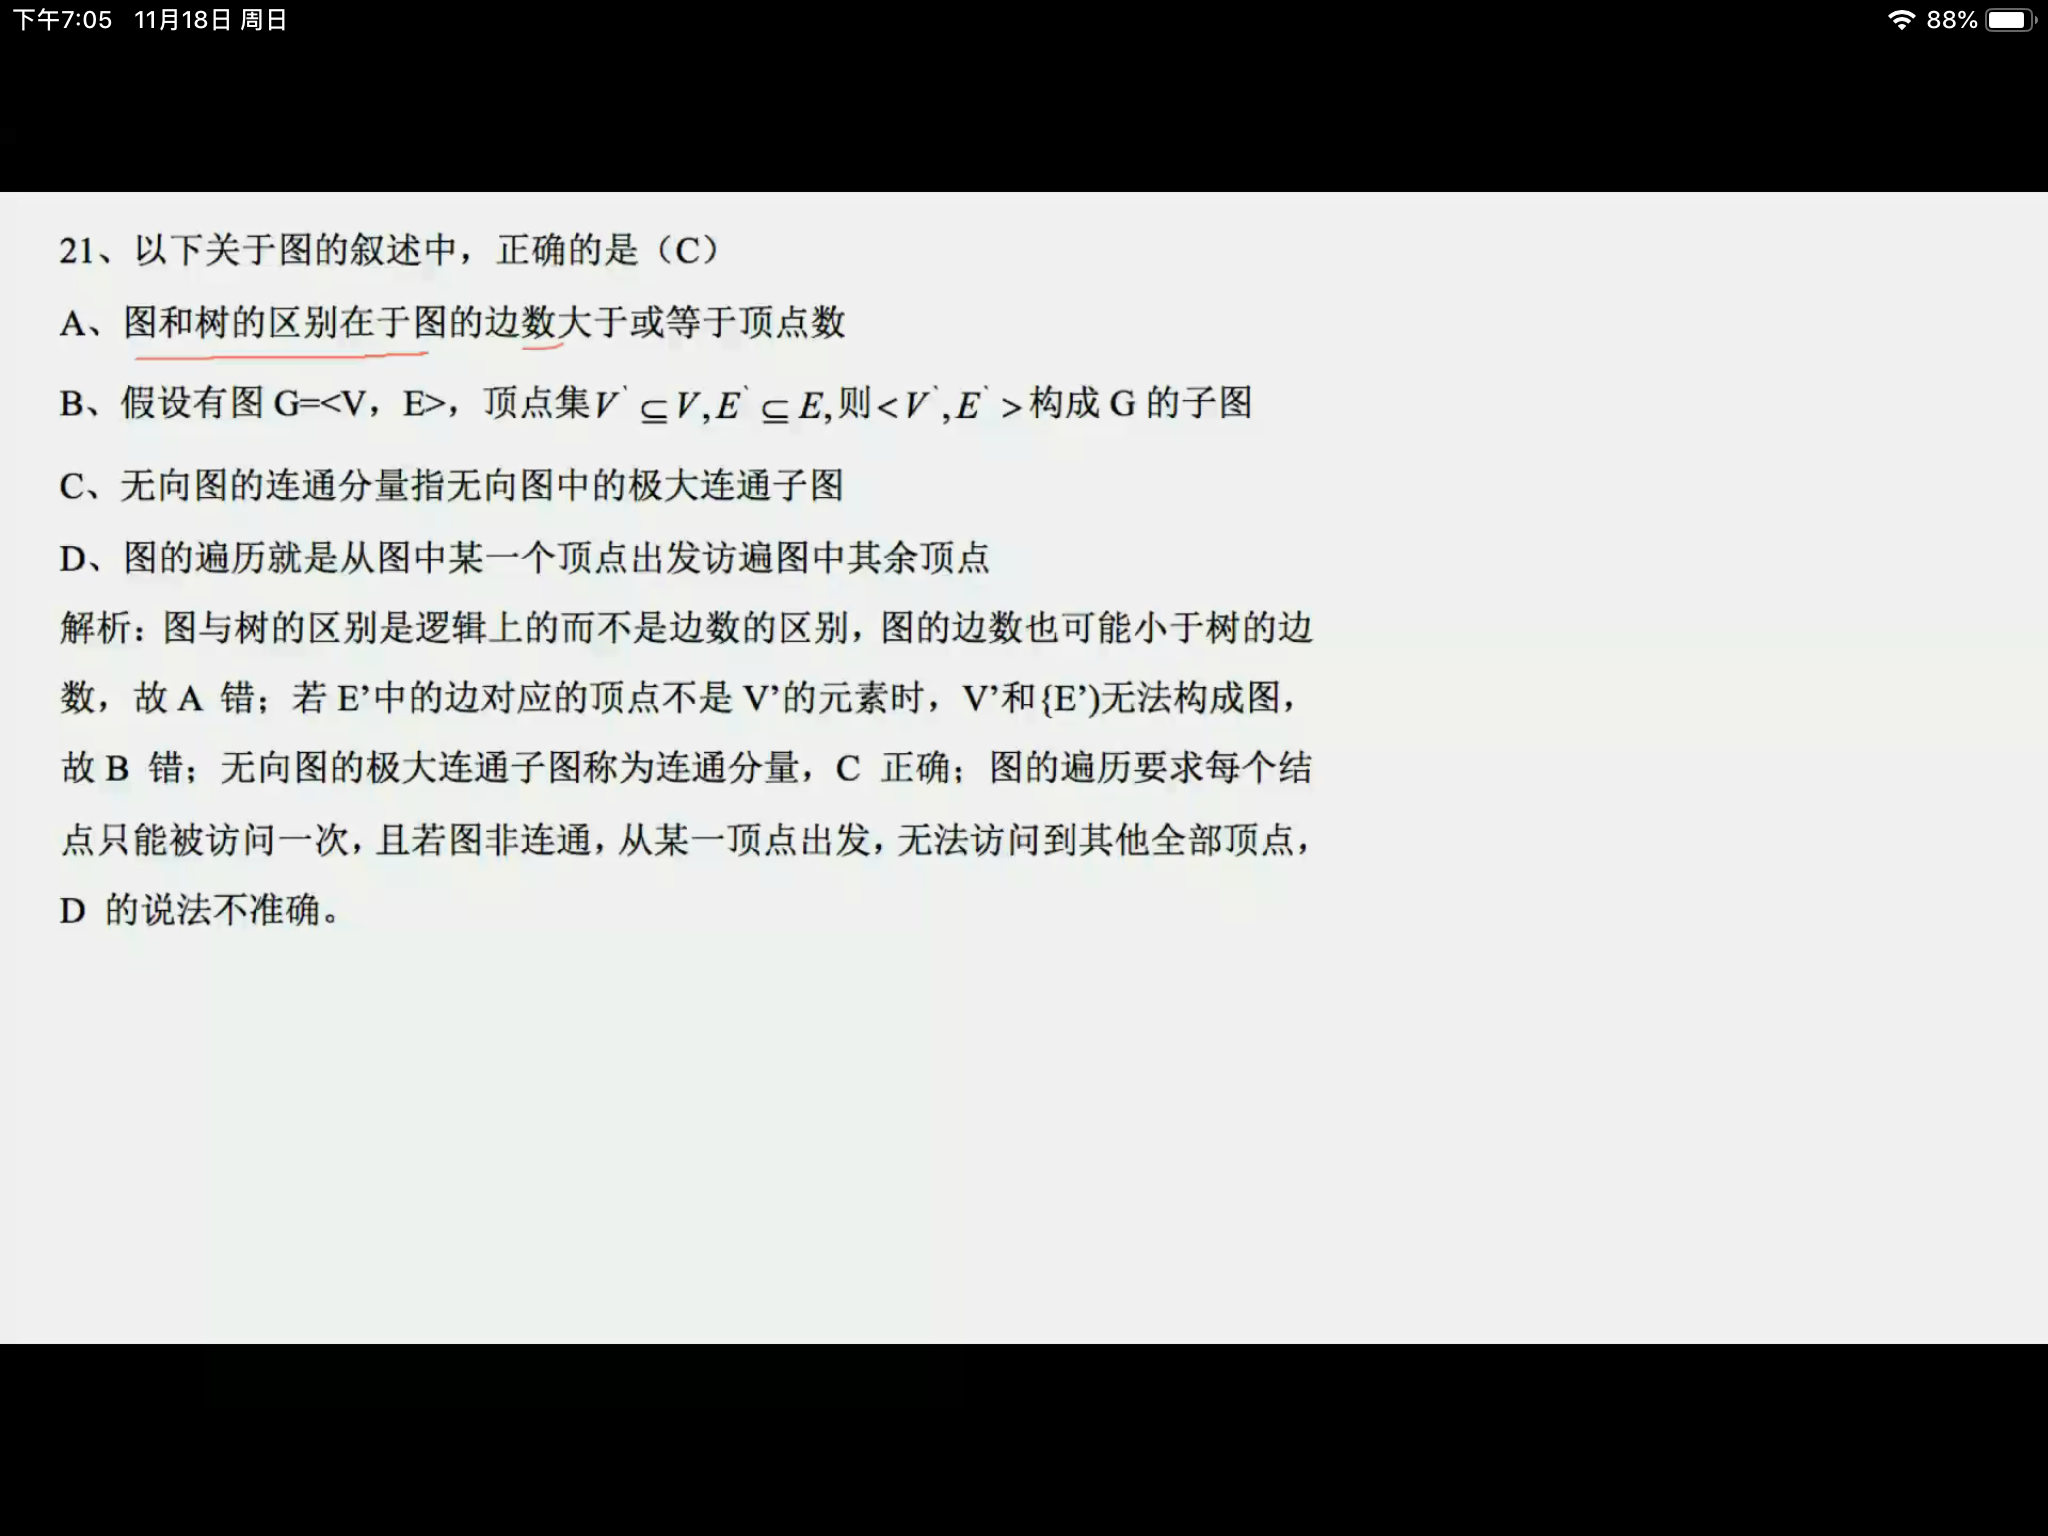 下午7:05 11月18日 周日 88%
21、以下关于图的叙述中，正确的是（C）
A、图和树的区别在于图的边数大于或等于顶点数
B、假设有图 G=<V，E>，顶点集V` ⊆ V,E` ⊆ E,则<V`,E` >构成 G 的子图
C、无向图的连通分量指无向图中的极大连通子图
D、图的遍历就是从图中某一个顶点出发访遍图中其余顶点
解析：图与树的区别是逻辑上的而不是边数的区别，图的边数也可能小于树的边
数，故 A 错；若 E’中的边对应的顶点不是 V’的元素时，V’和{E’)无法构成图，
故 B 错；无向图的极大连通子图称为连通分量，C 正确；图的遍历要求每个结
点只能被访问一次，且若图非连通，从某一顶点出发，无法访问到其他全部顶点，
D 的说法不准确。